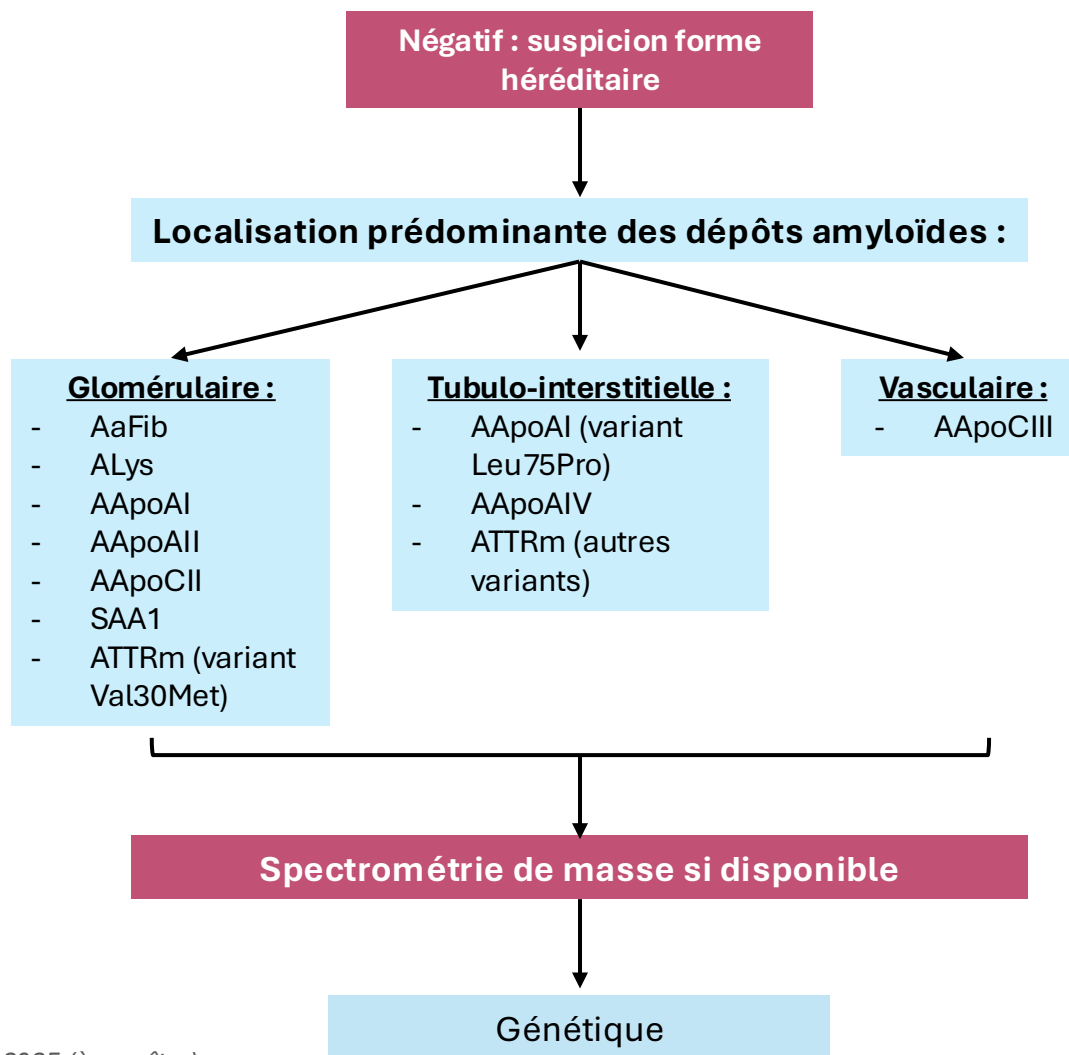 Négatif : suspicion forme
héréditaire
Localisation prédominante des dépôts amyloïdes :
Glomérulaire :
- AaFib
- ALys
- AApoAI
- AApoAII
- AApoCII
- SAA1
- ATTRm (variant
Val30Met)
Tubulo-interstitielle :
- AApoAI (variant
Leu75Pro)
- AApoAIV
- ATTRm (autres
variants)
Vasculaire :
- AApoCIII
Spectrométrie de masse si disponible
Génétique